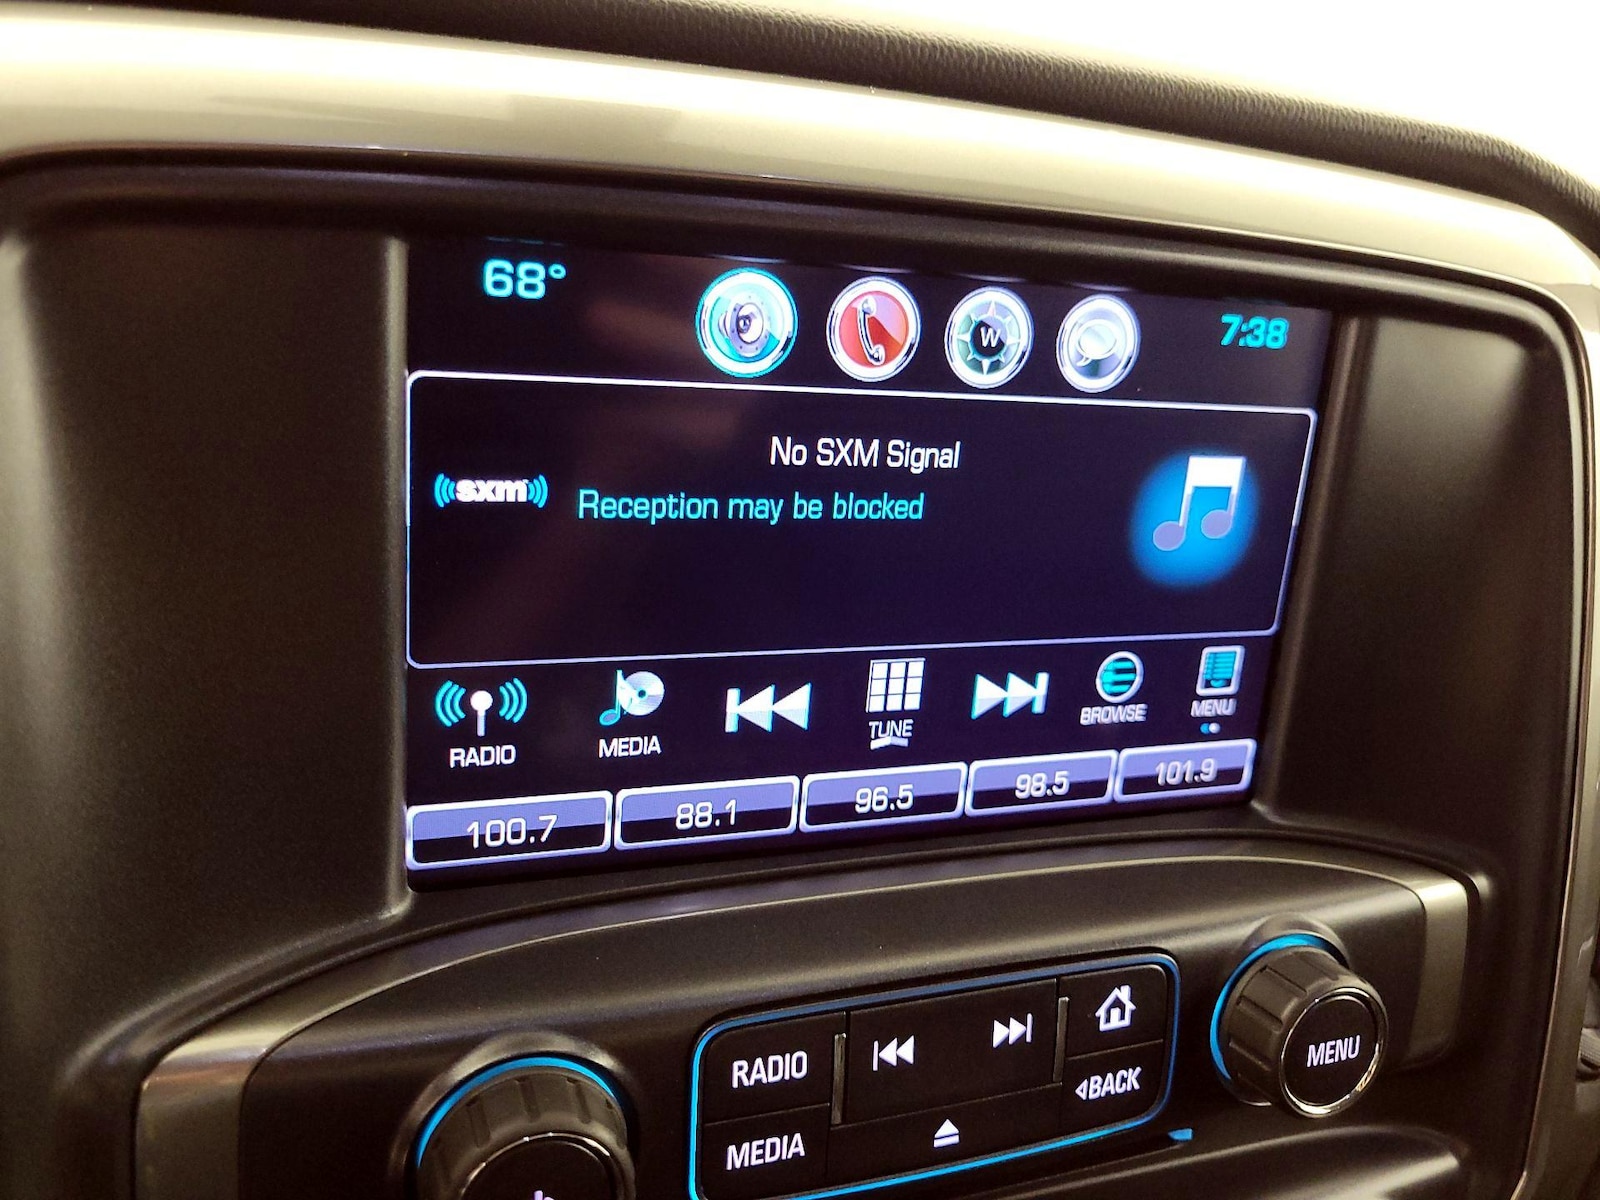 68°
W
7:38
No SXM Signal
sxm
Reception may be blocked
RADIO
MEDIA
TUNE
BROWSE
MENU
100.7
88.1
96.5
98.5
101.9
RADIO
MEDIA
BACK
MENU